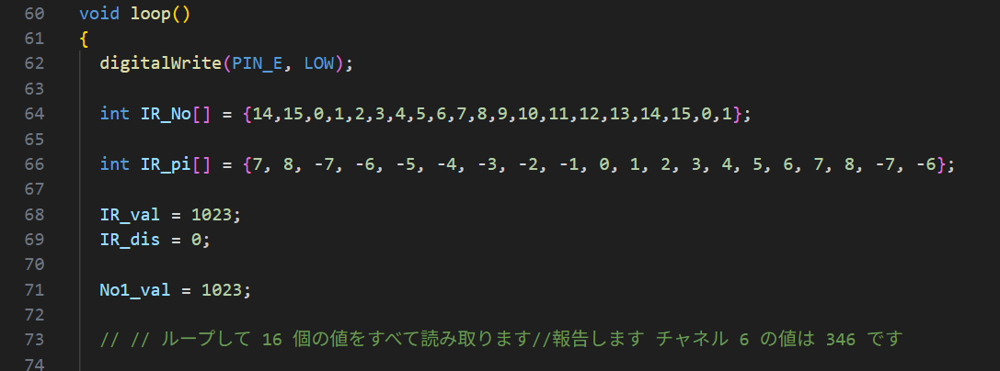 60 void loop()
61 {
62 digitalWrite(PIN_E, LOW);
63
64 int IR_No[] = {14,15,0,1,2,3,4,5,6,7,8,9,10,11,12,13,14,15,0,1};
65
66 int IR_pi[] = {7, 8, -7, -6, -5, -4, -3, -2, -1, 0, 1, 2, 3, 4, 5, 6, 7, 8, -7, -6};
67
68 IR_val = 1023;
69 IR_dis = 0;
70
71 No1_val = 1023;
72
73 // // ループして 16 個の値をすべて読み取ります//報告します チャネル 6 の値は 346 です
74